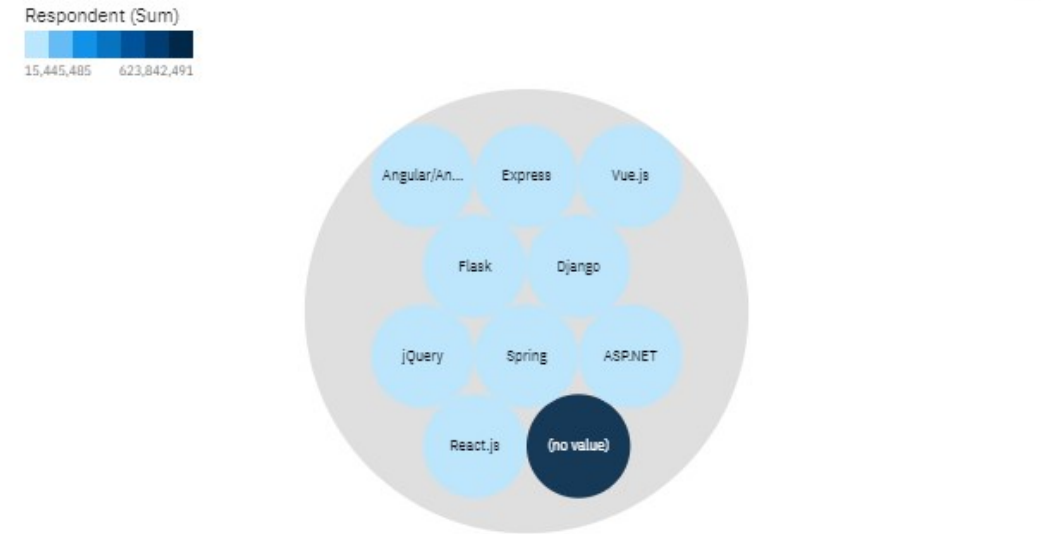 Respondent (Sum)
15,445,485 623,842,491
Angular/An... Express Vue.js
Flask Django
jQuery Spring ASP.NET
React.js (no value)